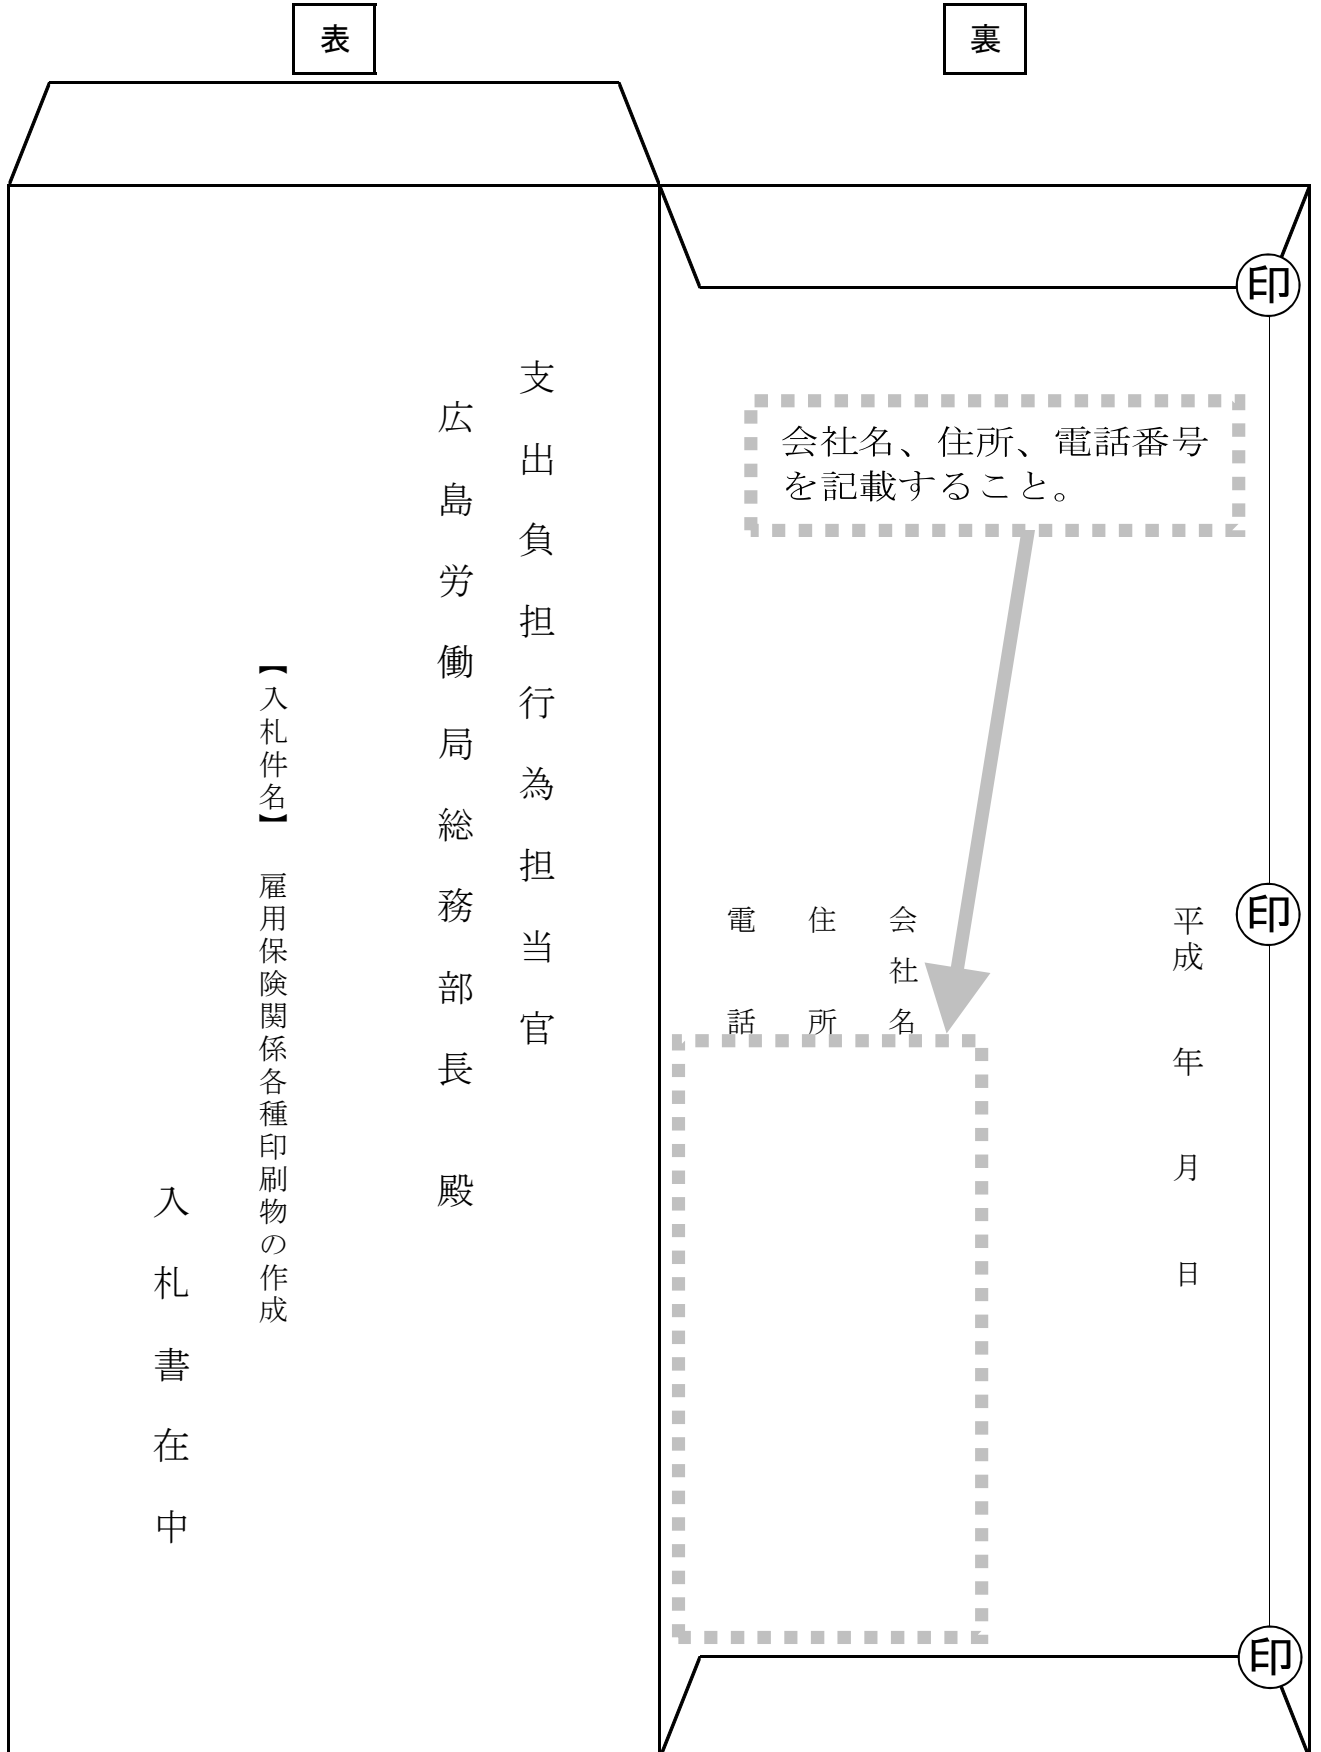 表
支出負担行為担当官
広島労働局総務部長 殿
【入札件名】 雇用保険関係各種印刷物の作成
入札書在中
裏
印
会社名、住所、電話番号
を記載すること。
印
平成 年 月 日
会社名
住所
電話
印